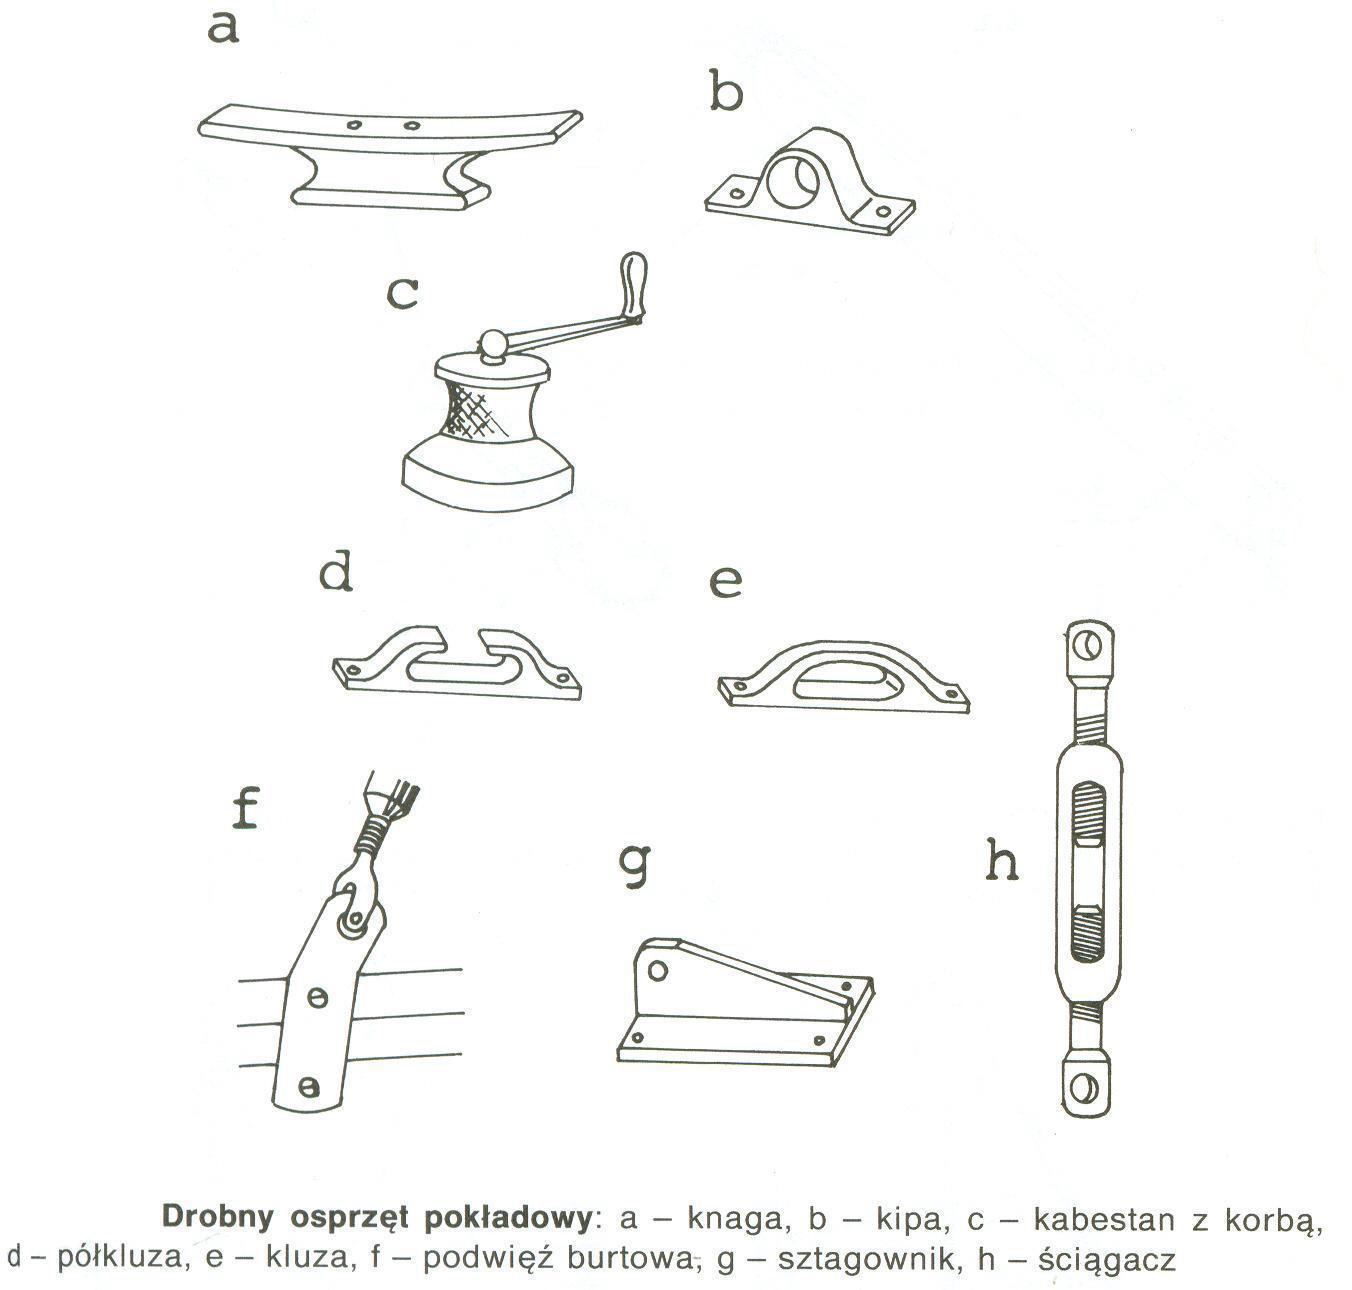 a
b
c
d
e
f
g
h
Drobny osprzęt pokładowy: a – knaga, b – kipa, c – kabestan z korbą,
d – półkluza, e – kluza, f – podwięź burtowa, g – sztagownik, h – ściągacz